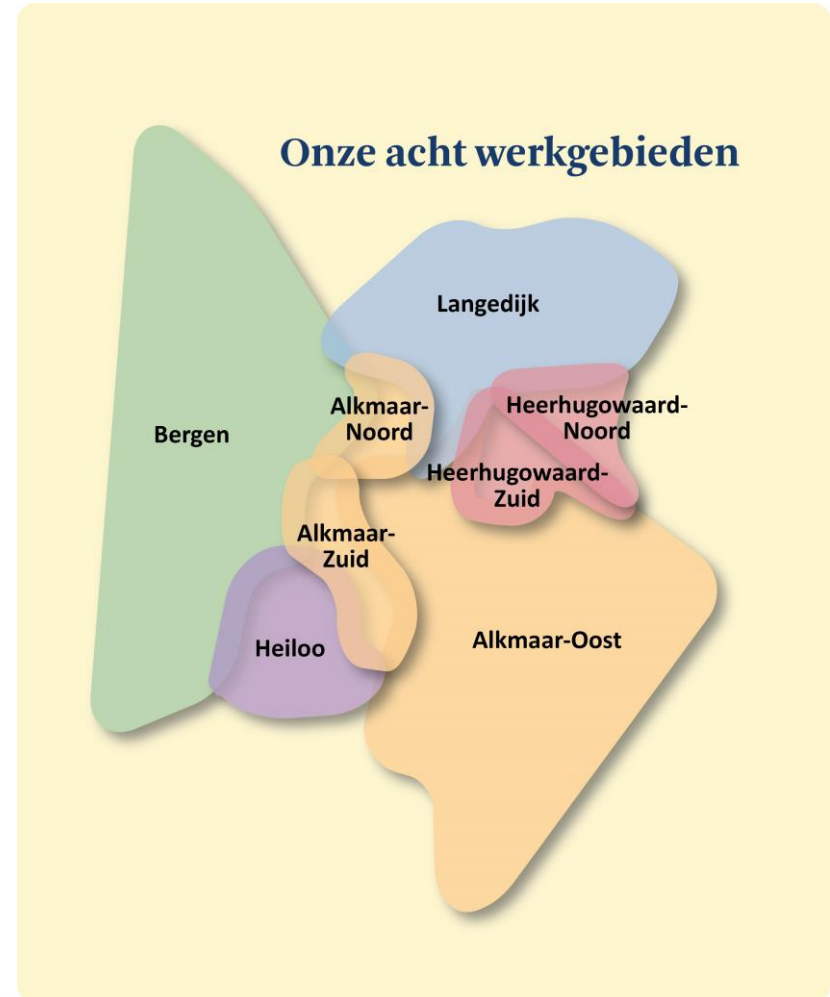 Onze acht werkgebieden
Langedijk
Alkmaar-
Noord
Heerhugowaard-
Noord
Bergen
Heerhugowaard-
Zuid
Alkmaar-
Zuid
Heiloo
Alkmaar-Oost